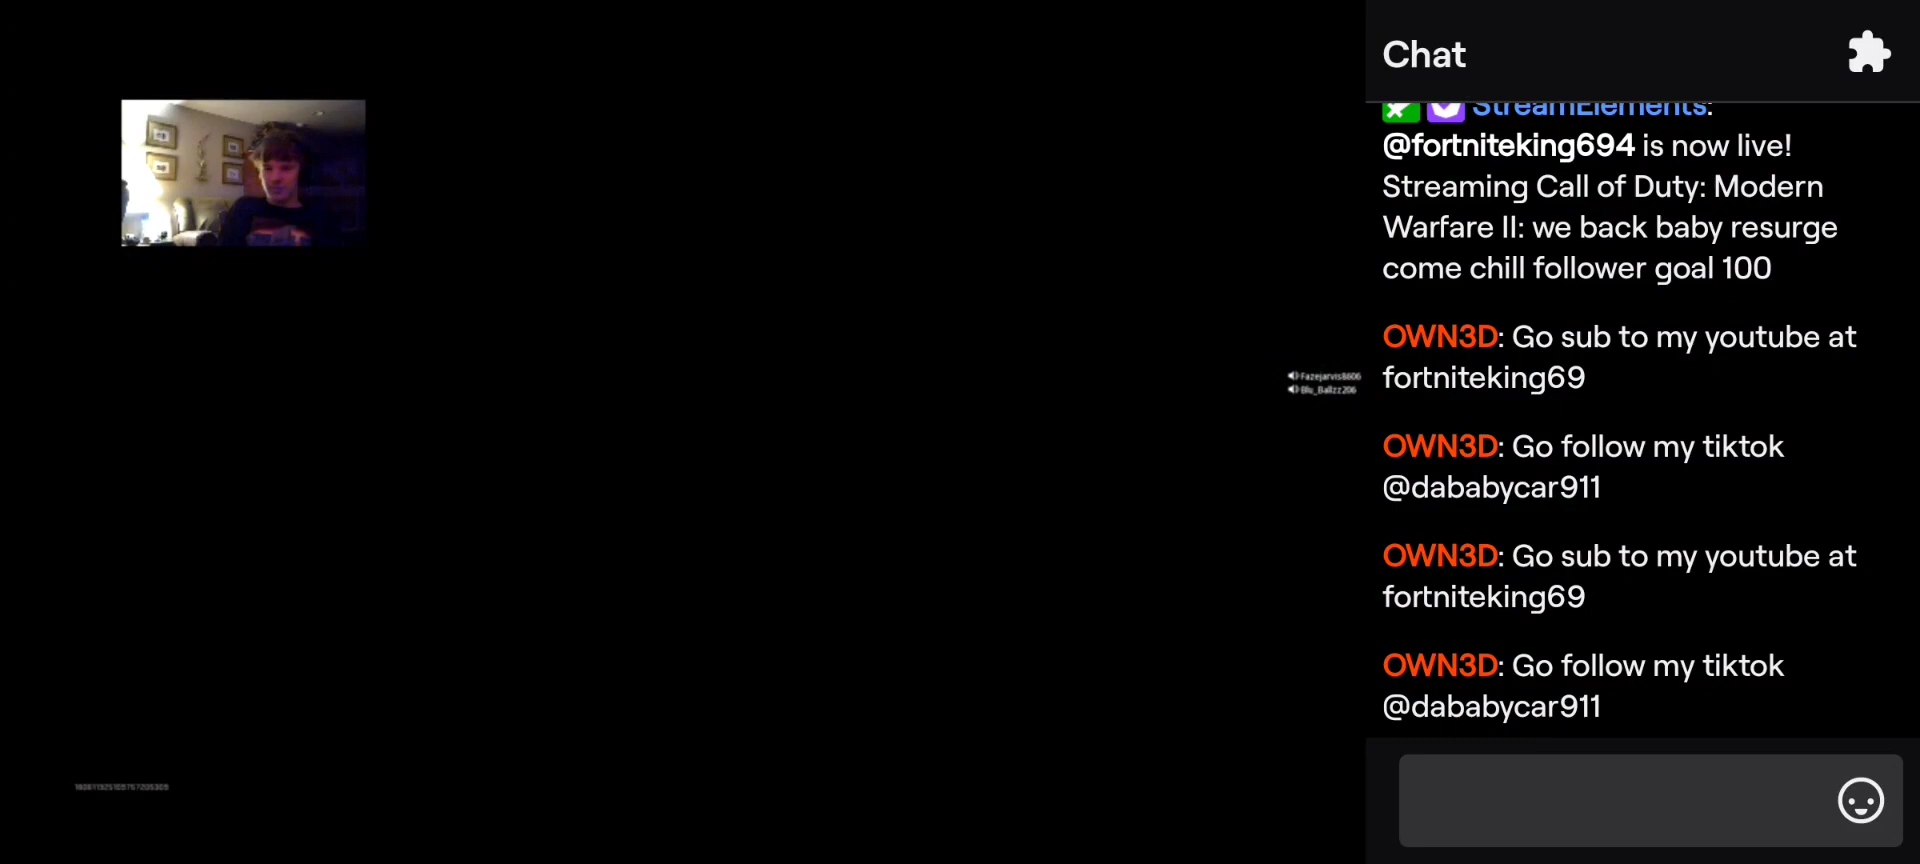 Chat
StreamElements:
@fortniteking694 is now live!
Streaming Call of Duty: Modern
Warfare II: we back baby resurge
come chill follower goal 100
OWN3D: Go sub to my youtube at
fortniteking69
OWN3D: Go follow my tiktok
@dababycar911
OWN3D: Go sub to my youtube at
fortniteking69
OWN3D: Go follow my tiktok
@dababycar911
Fazejarvis8606
Blu_Ballzz206